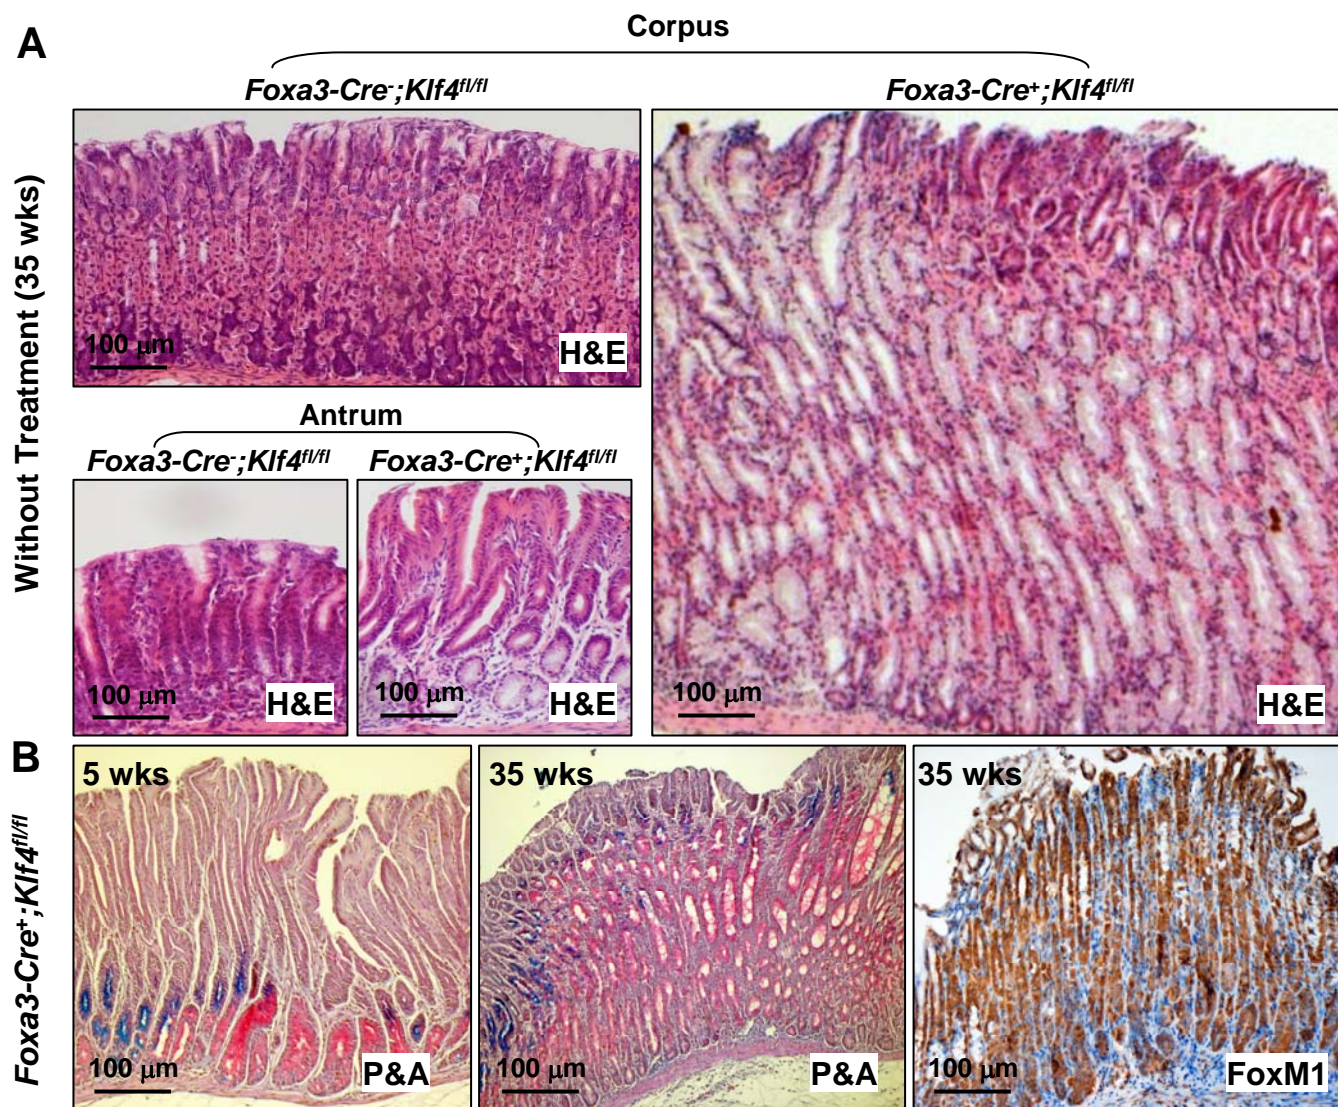 A
Corpus
Foxa3-Cre-;Klf4fl/fl
Foxa3-Cre+;Klf4fl/fl
Without Treatment (35 wks)
100 μm
H&E
100 μm
H&E
Antrum
Foxa3-Cre-;Klf4fl/fl
Foxa3-Cre+;Klf4fl/fl
100 μm
H&E
100 μm
H&E
B
Foxa3-Cre+;Klf4fl/fl
5 wks
100 μm
P&A
35 wks
100 μm
P&A
35 wks
100 μm
FoxM1